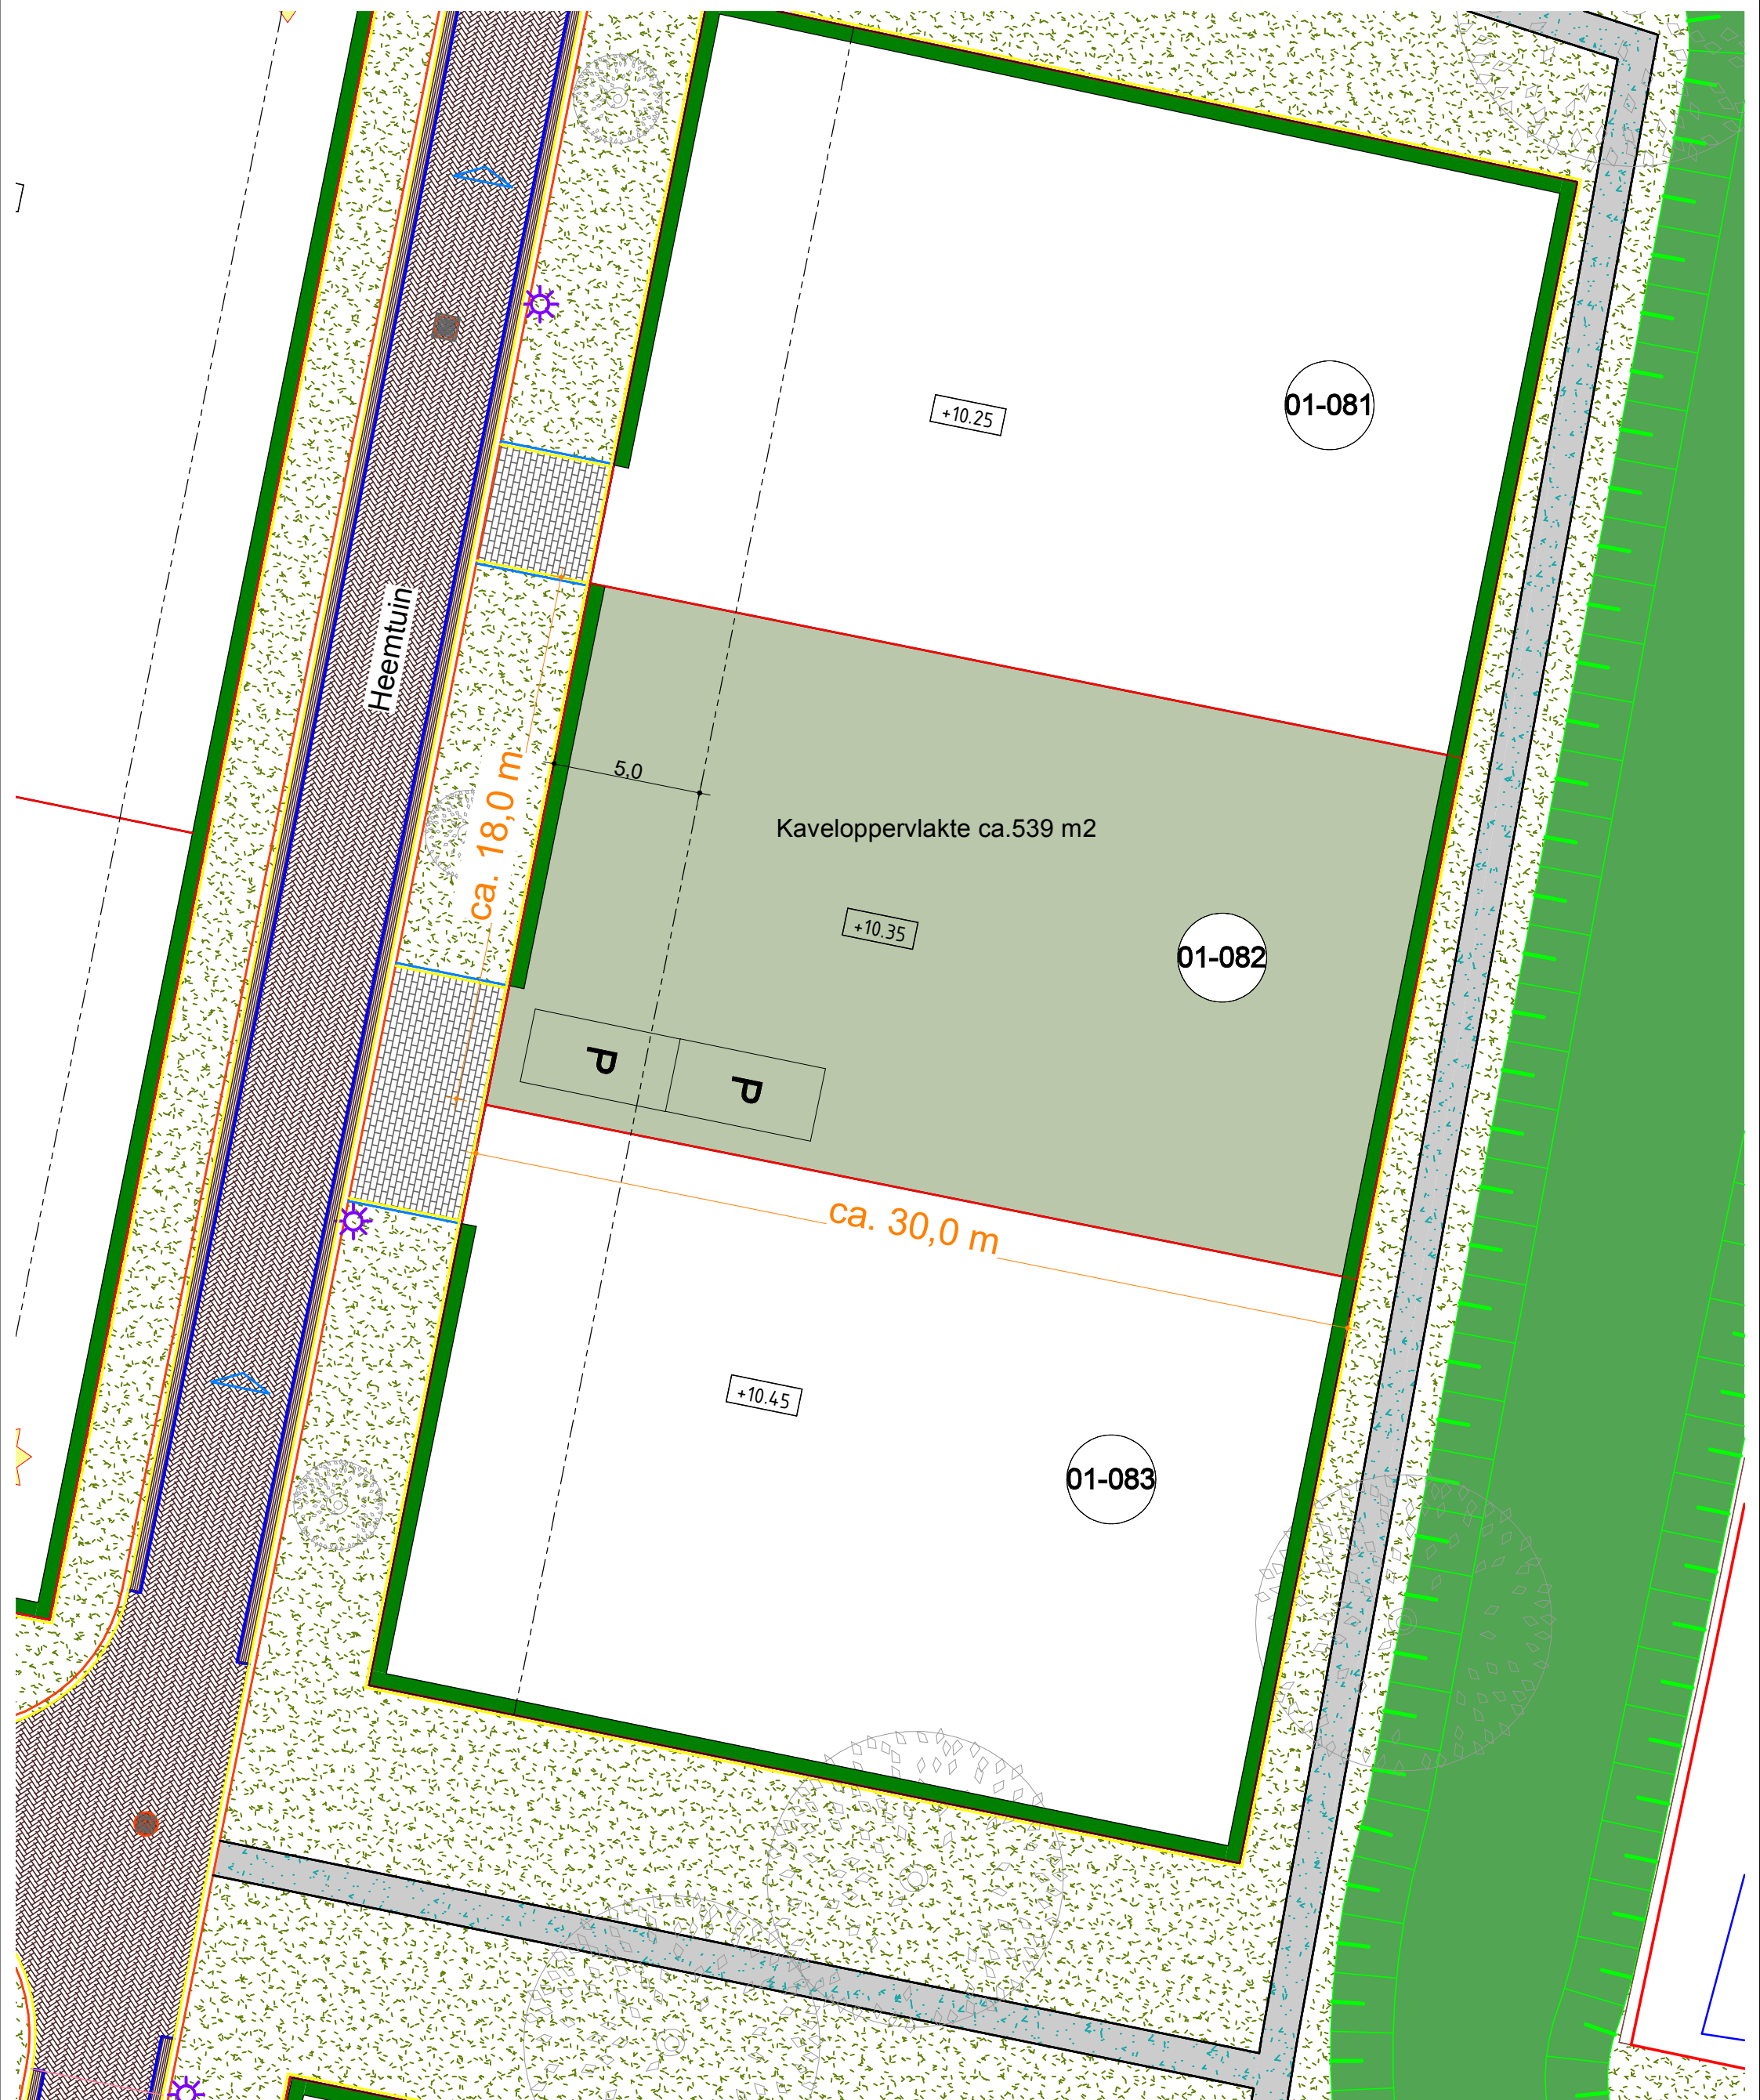 01-081
+10.25
Heemtuin
5,0
ca. 18,0 m
Kaveloppervlakte ca.539 m2
+10.35
01-082
P
P
ca. 30,0 m
+10.45
01-083